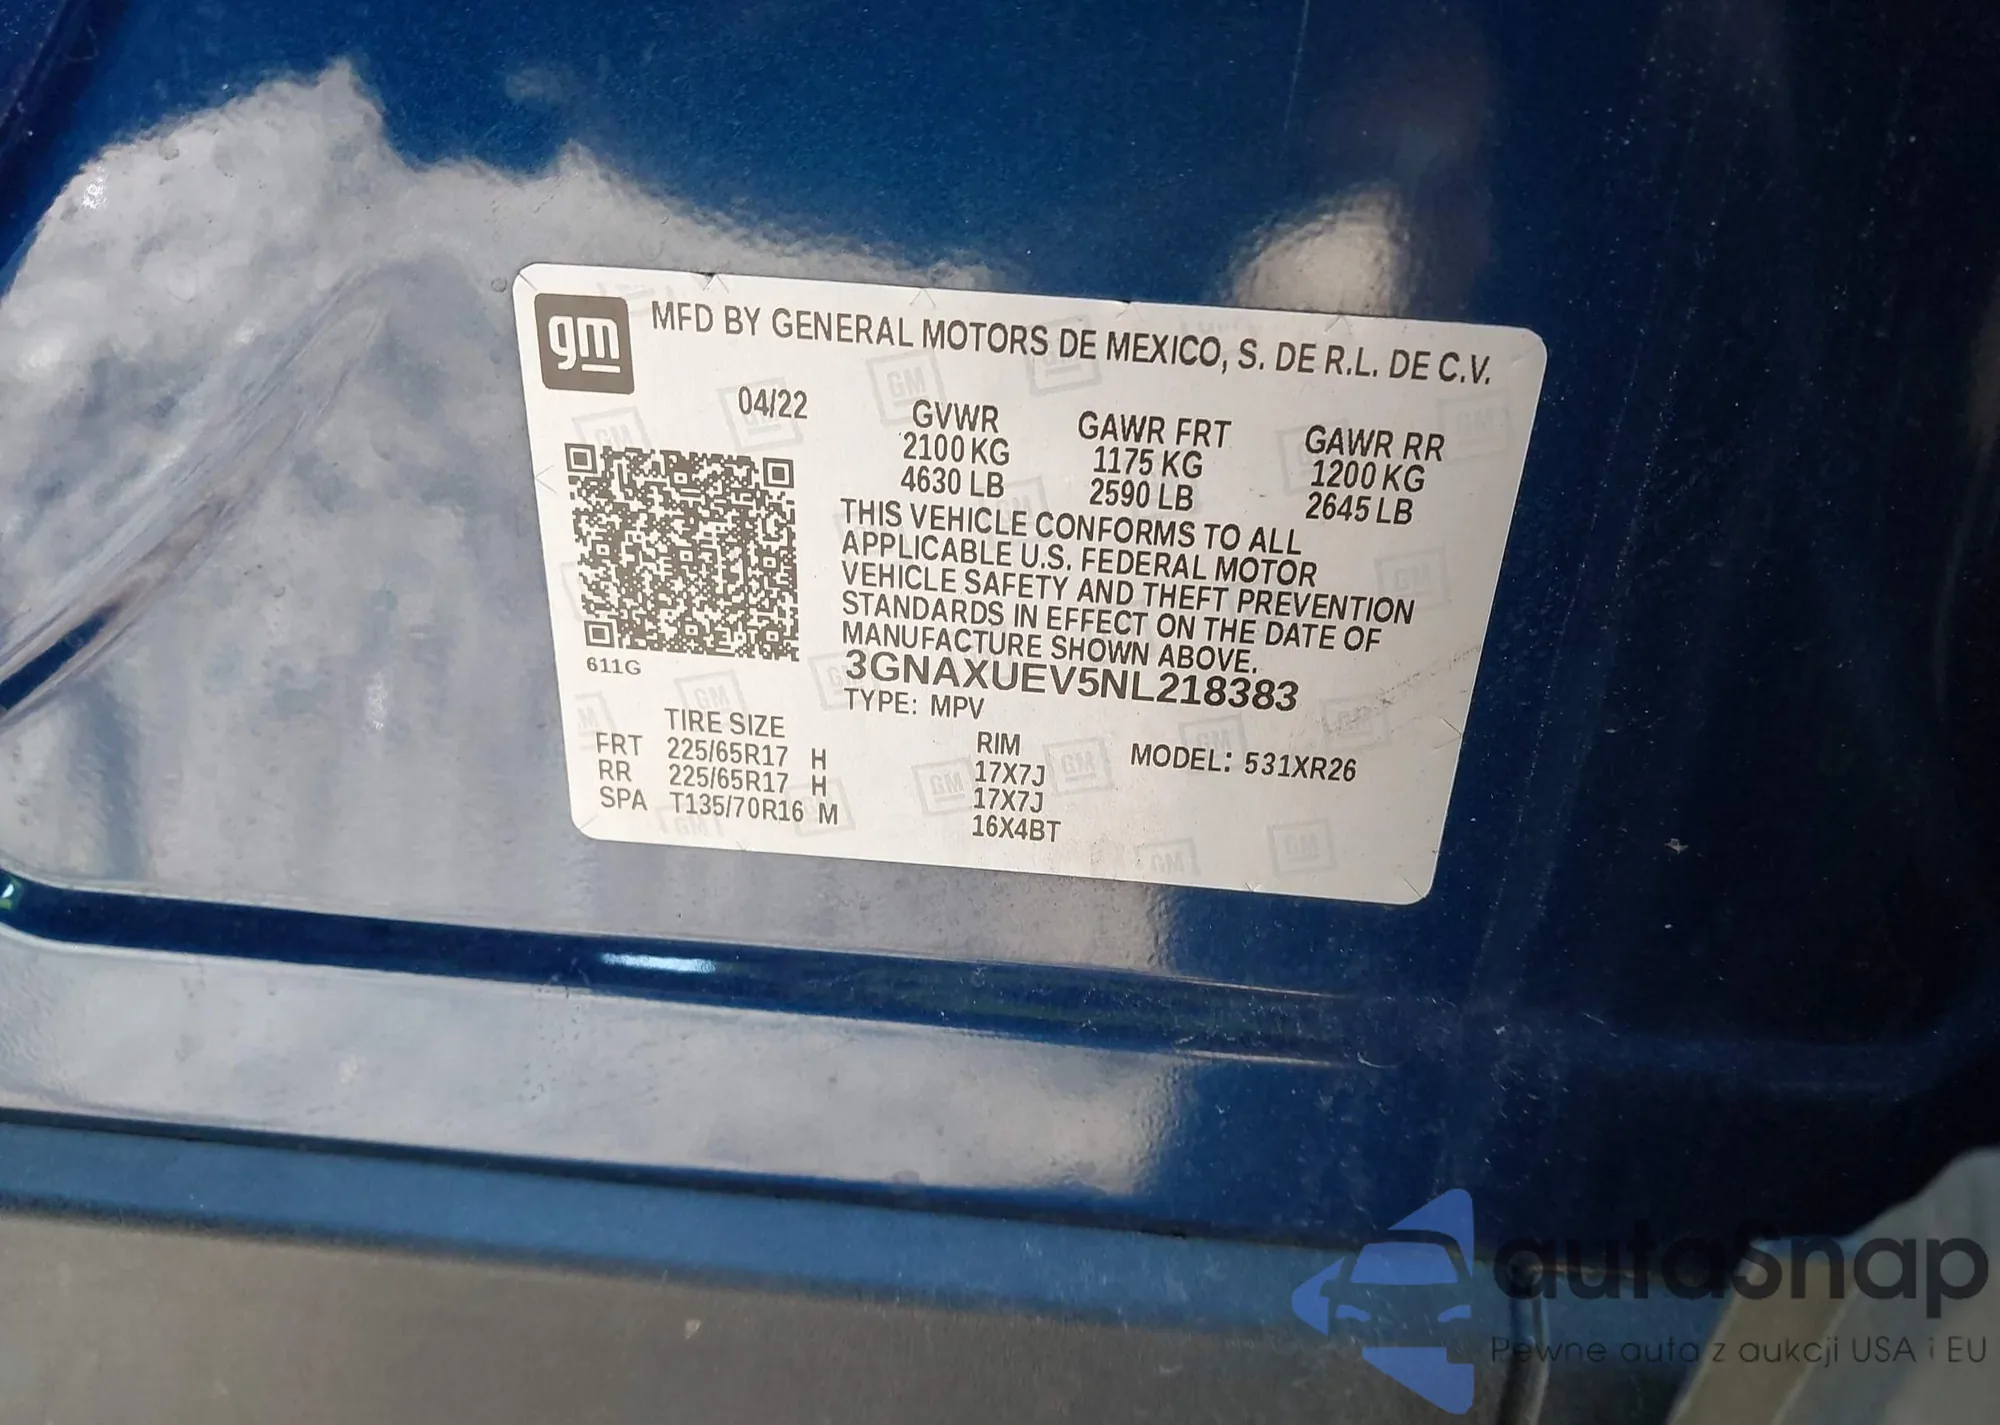 gm
MFD BY GENERAL MOTORS DE MEXICO, S. DE R.L. DE C.V.
04/22
GVWR GAWR FRT GAWR RR
2100 KG 1175 KG 1200 KG
4630 LB 2590 LB 2645 LB
THIS VEHICLE CONFORMS TO ALL
APPLICABLE U.S. FEDERAL MOTOR
VEHICLE SAFETY AND THEFT PREVENTION
STANDARDS IN EFFECT ON THE DATE OF
MANUFACTURE SHOWN ABOVE.
611G
3GNAXUEV5NL218383
TYPE: MPV
TIRE SIZE RIM MODEL: 531XR26
FRT 225/65R17 H 17X7J
RR 225/65R17 H 17X7J
SPA T135/70R16 M 16X4BT
autaSnap
Pewne auta z aukcji USA i EU